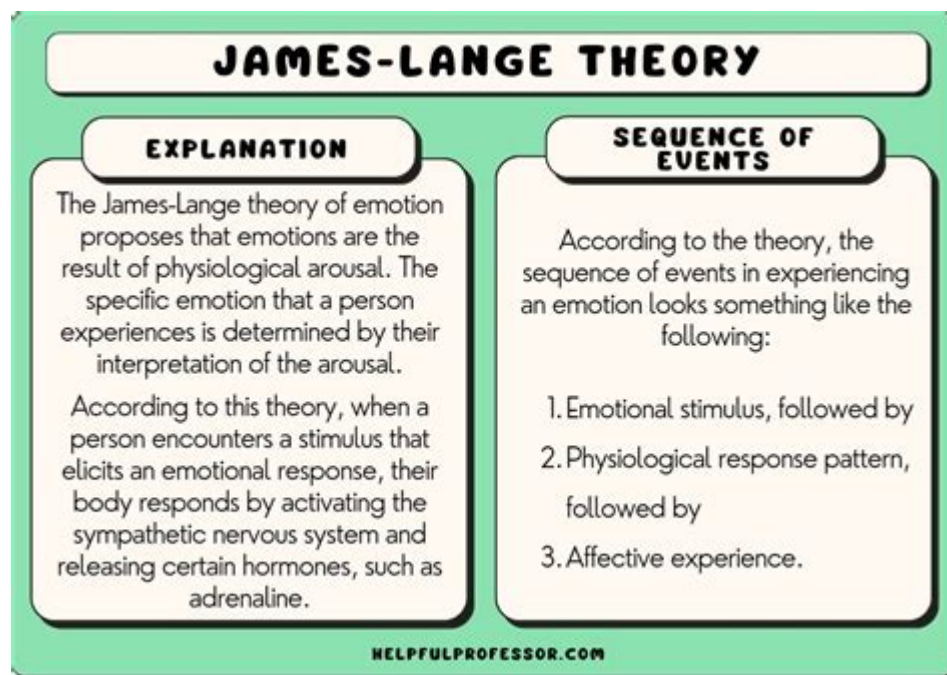 JAMES-LANGE THEORY
EXPLANATION
The James-Lange theory of emotion
proposes that emotions are the
result of physiological arousal. The
specific emotion that a person
experiences is determined by their
interpretation of the arousal.
According to this theory, when a
person encounters a stimulus that
elicits an emotional response, their
body responds by activating the
sympathetic nervous system and
releasing certain hormones, such as
adrenaline.
SEQUENCE OF
EVENTS
According to the theory, the
sequence of events in experiencing
an emotion looks something like the
following:
1. Emotional stimulus, followed by
2. Physiological response pattern,
followed by
3. Affective experience.
HELPFULPROFESSOR.COM